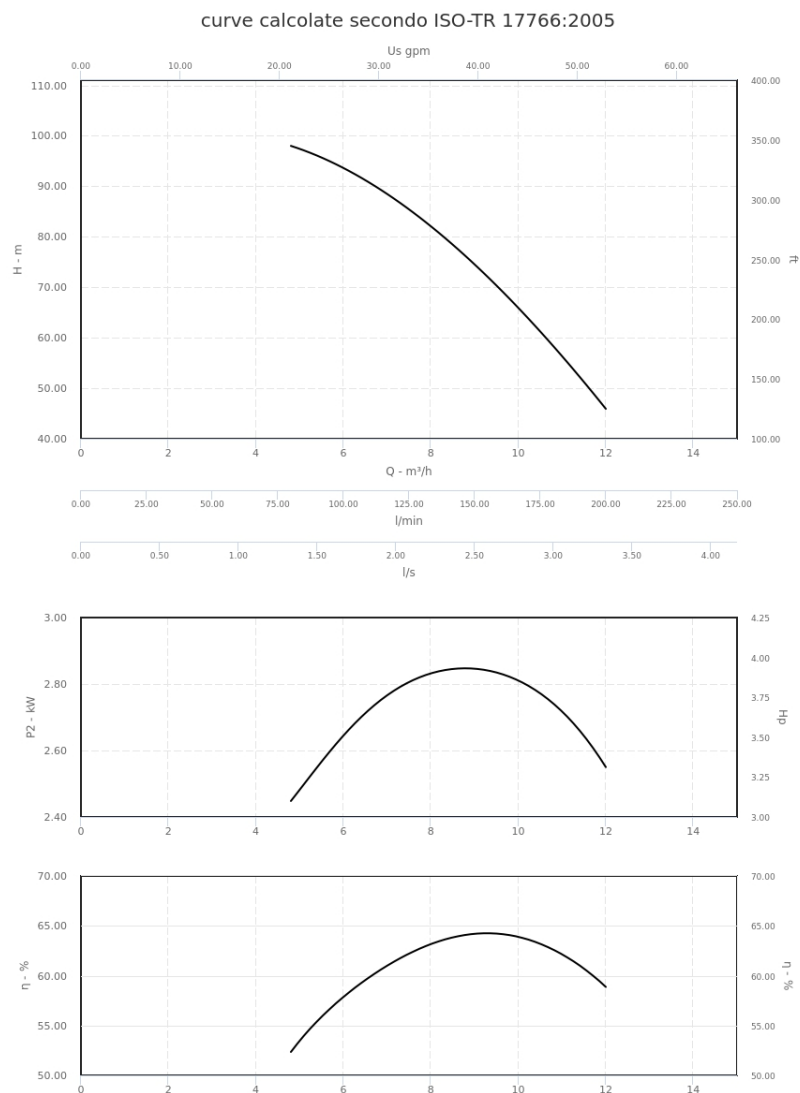 curve calcolate secondo ISO-TR 17766:2005
Us gpm
0.00 10.00 20.00 30.00 40.00 50.00 60.00
110.00 400.00
100.00 350.00
90.00 300.00
80.00
H - m 250.00 ft
70.00
60.00 200.00
50.00 150.00
40.00 100.00
0 2 4 6 8 10 12 14
Q - m³/h
0.00 25.00 50.00 75.00 100.00 125.00 150.00 175.00 200.00 225.00 250.00
l/min
0.00 0.50 1.00 1.50 2.00 2.50 3.00 3.50 4.00
l/s
3.00 4.25
4.00
2.80 3.75
P2 - kW Hp
3.50
2.60 3.25
2.40 3.00
0 2 4 6 8 10 12 14
70.00 70.00
65.00 65.00
η - % η - %
60.00 60.00
55.00 55.00
50.00 50.00
0 2 4 6 8 10 12 14